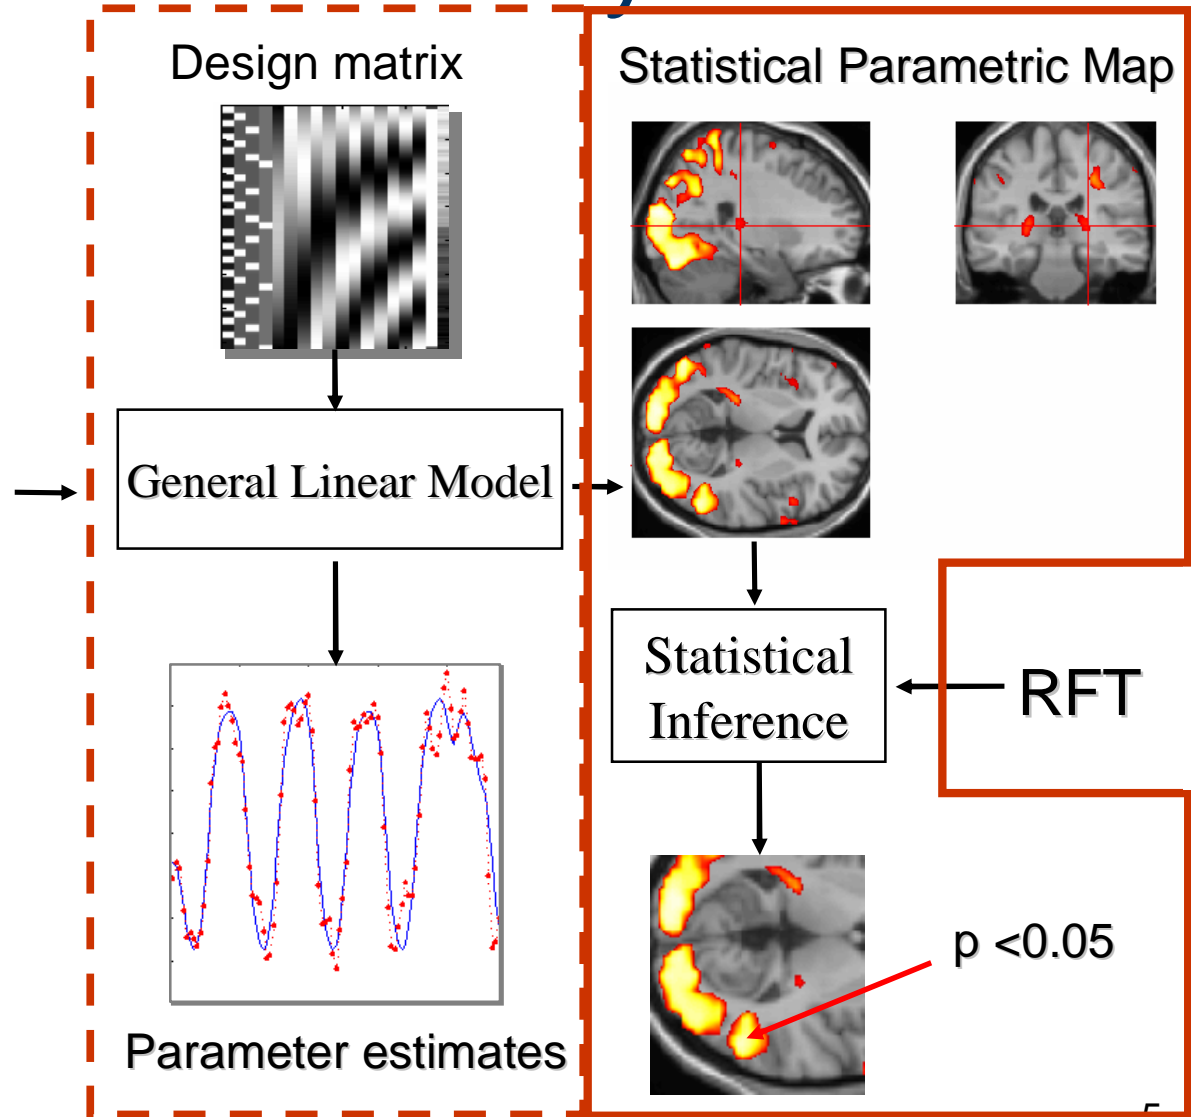 Design matrix
Statistical Parametric Map
General Linear Model
Statistical
Inference
RFT
p <0.05
Parameter estimates